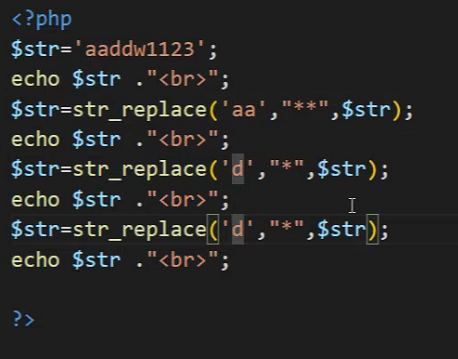 <?php
$str='aaddw1123';
echo $str ."<br>";
$str=str_replace('aa',"**",$str);
echo $str ."<br>";
$str=str_replace('d',"*",$str);
echo $str ."<br>";
$str=str_replace('d',"*",$str);
echo $str ."<br>";
?>